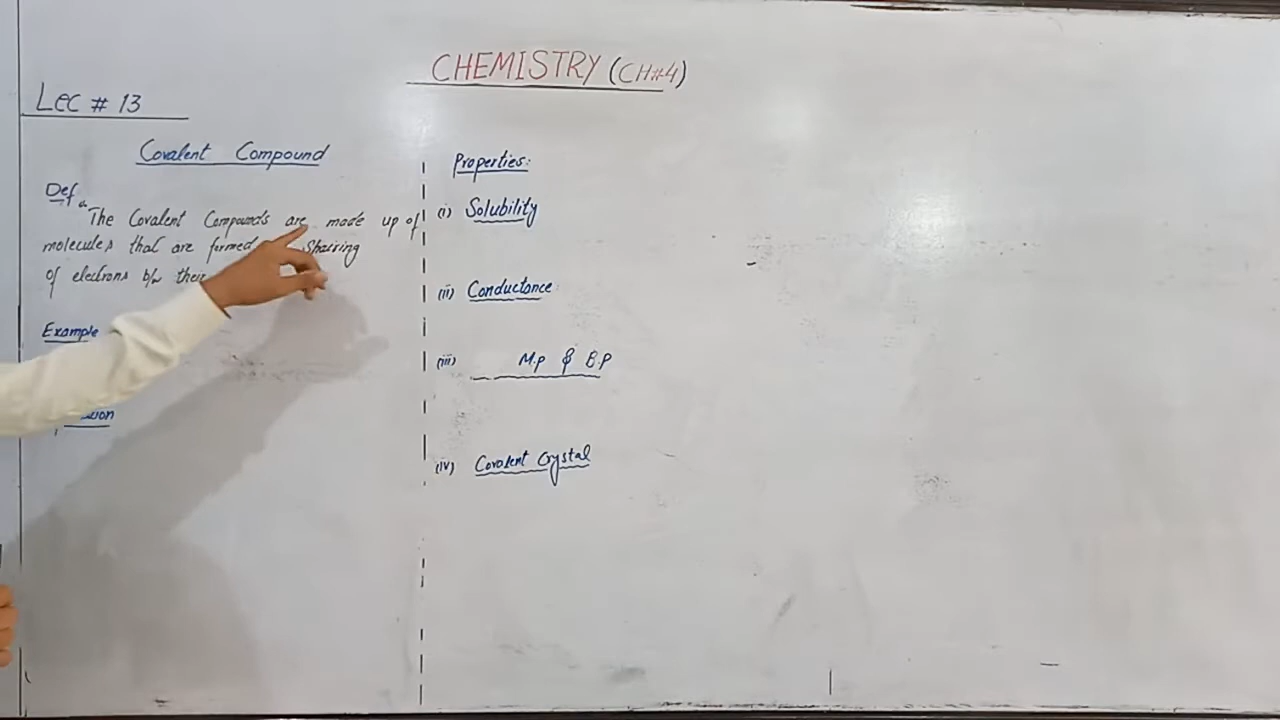 CHEMISTRY (CH#4)
Lec # 13
Covalent Compound
Def
The Covalent Compounds are made up of
molecules that are formed Sharing
of electrons b/w their
Example
Properties:
(i) Solubility
(ii) Conductance
(iii) M.p & B.P
(iv) Covalent Crystal